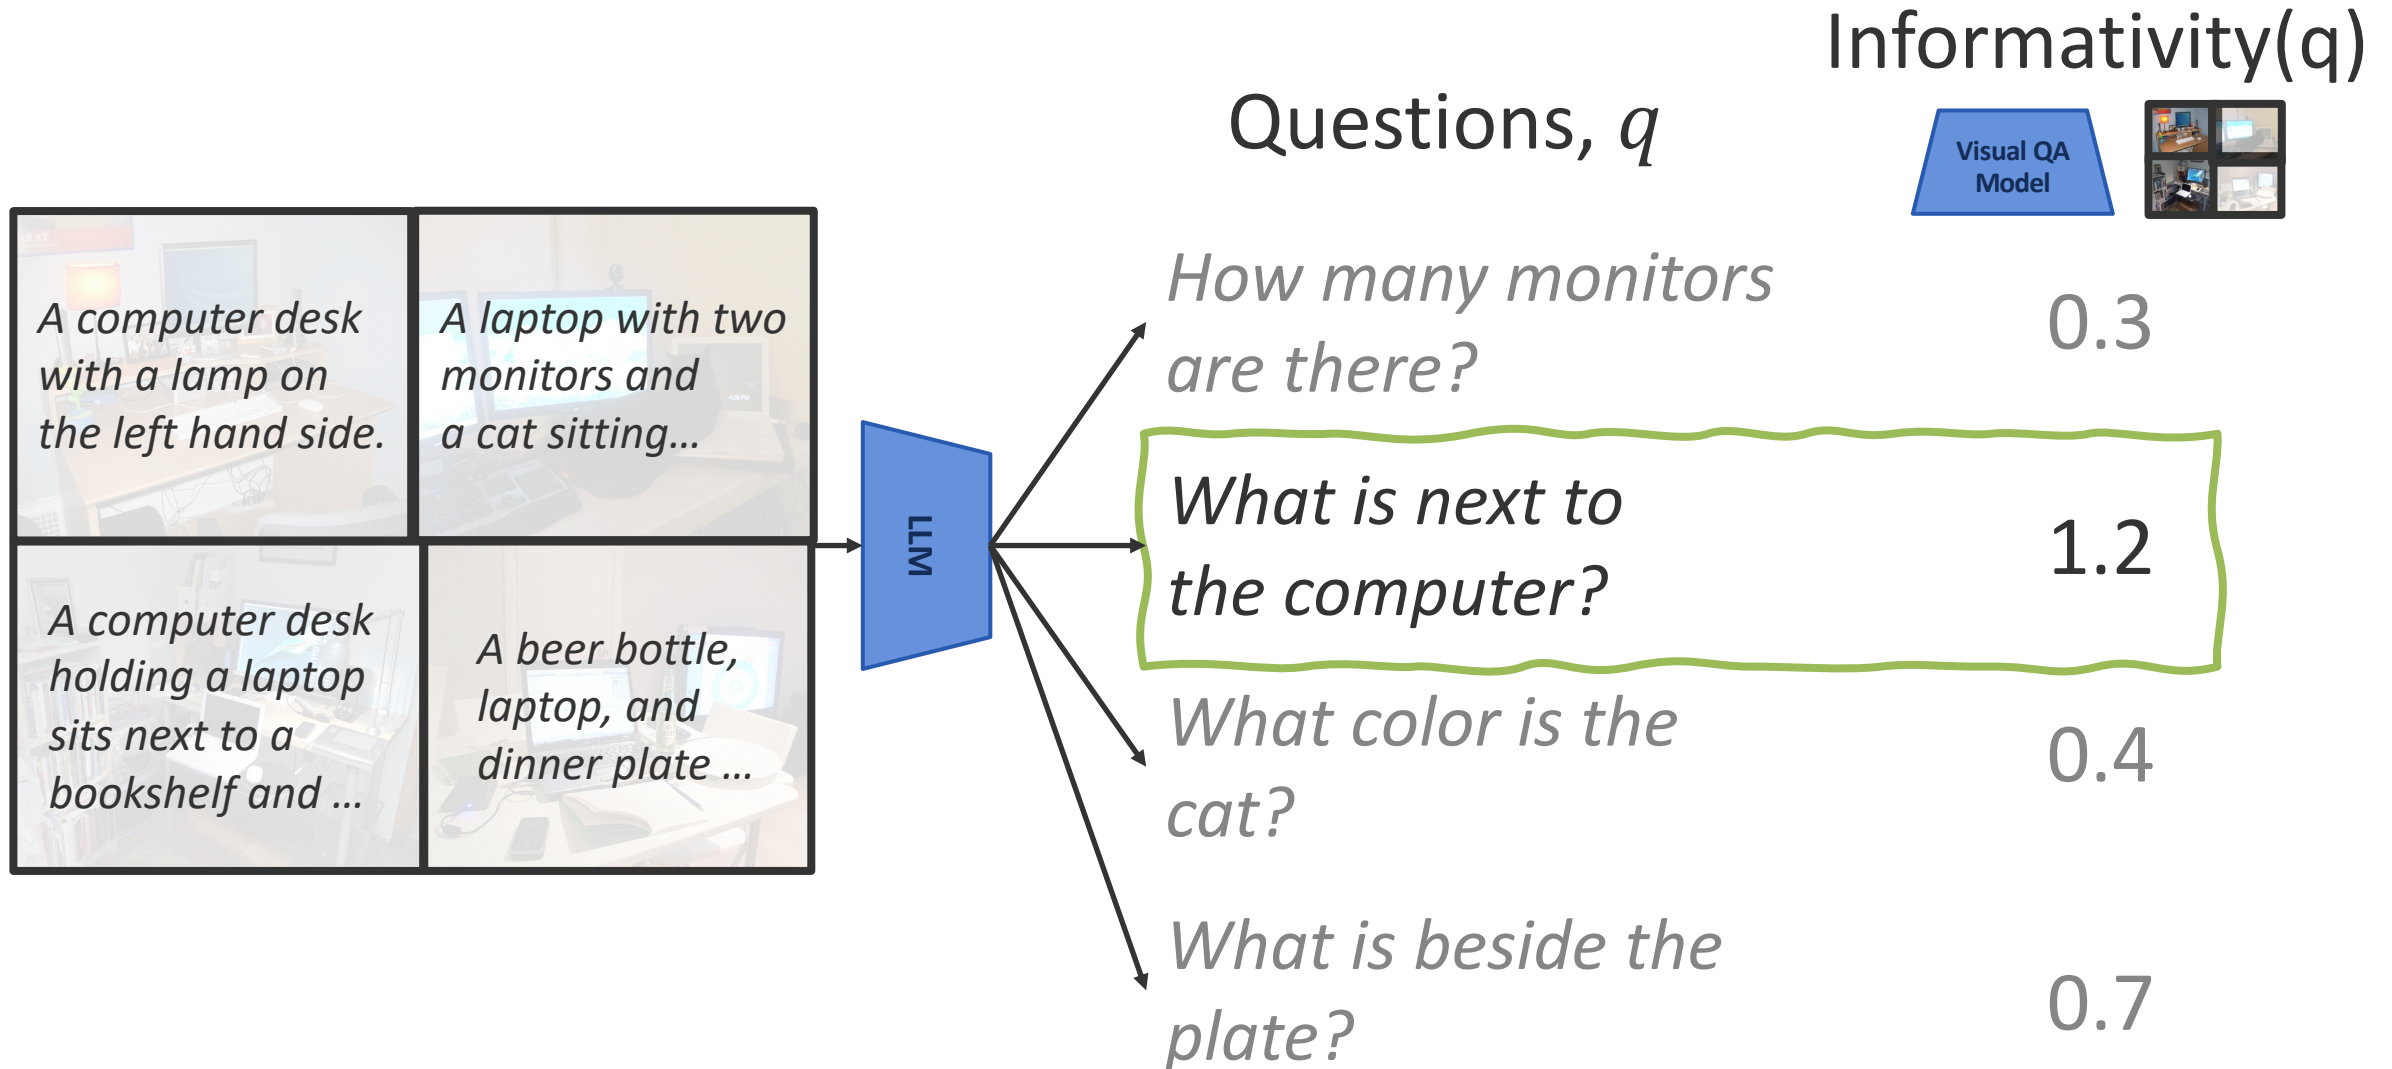 Informativity(q)
Questions, q
Visual QA
Model
A computer desk
with a lamp on
the left hand side.
A laptop with two
monitors and
a cat sitting…
A computer desk
holding a laptop
sits next to a
bookshelf and …
A beer bottle,
laptop, and
dinner plate …
LLM
How many monitors
are there?
0.3
What is next to
the computer?
1.2
What color is the
cat?
0.4
What is beside the
plate?
0.7